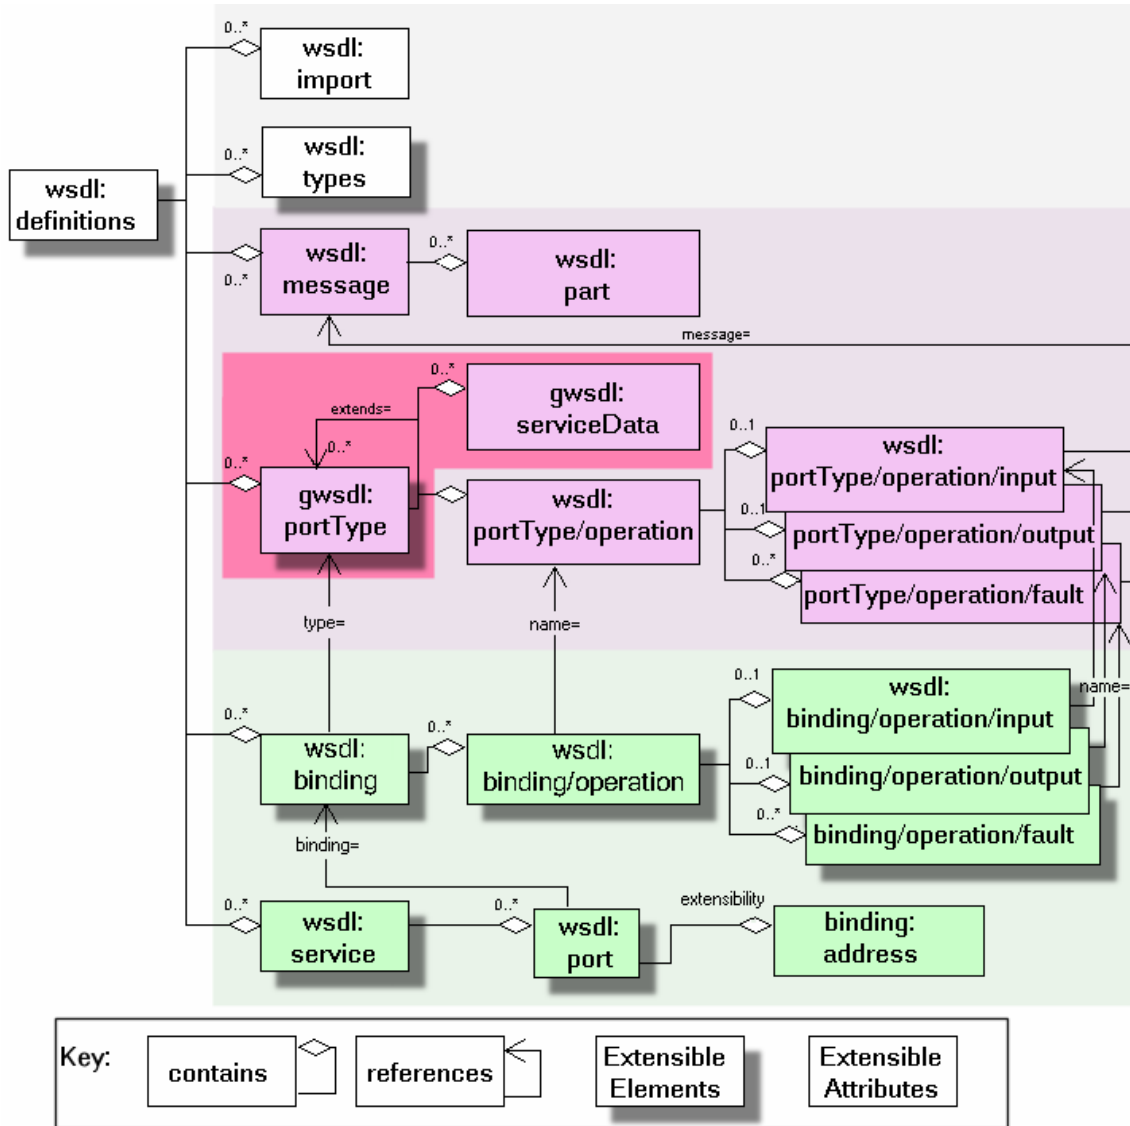 0..*
wsdl:
import
0..*
wsdl:
types
wsdl:
definitions
0..*
wsdl:
message
0..*
wsdl:
part
message=
0..*
gwsdl:
serviceData
extends=
0..*
0..*
gwsdl:
portType
wsdl:
portType/operation
0..1
wsdl:
portType/operation/input
0..1
portType/operation/output
0..*
portType/operation/fault
type=
name=
name=
0..*
wsdl:
binding
0..*
wsdl:
binding/operation
0..1
wsdl:
binding/operation/input
0..1
binding/operation/output
0..*
binding/operation/fault
binding=
0..*
wsdl:
service
0..*
wsdl:
port
extensibility
binding:
address
Key:
contains
references
Extensible
Elements
Extensible
Attributes